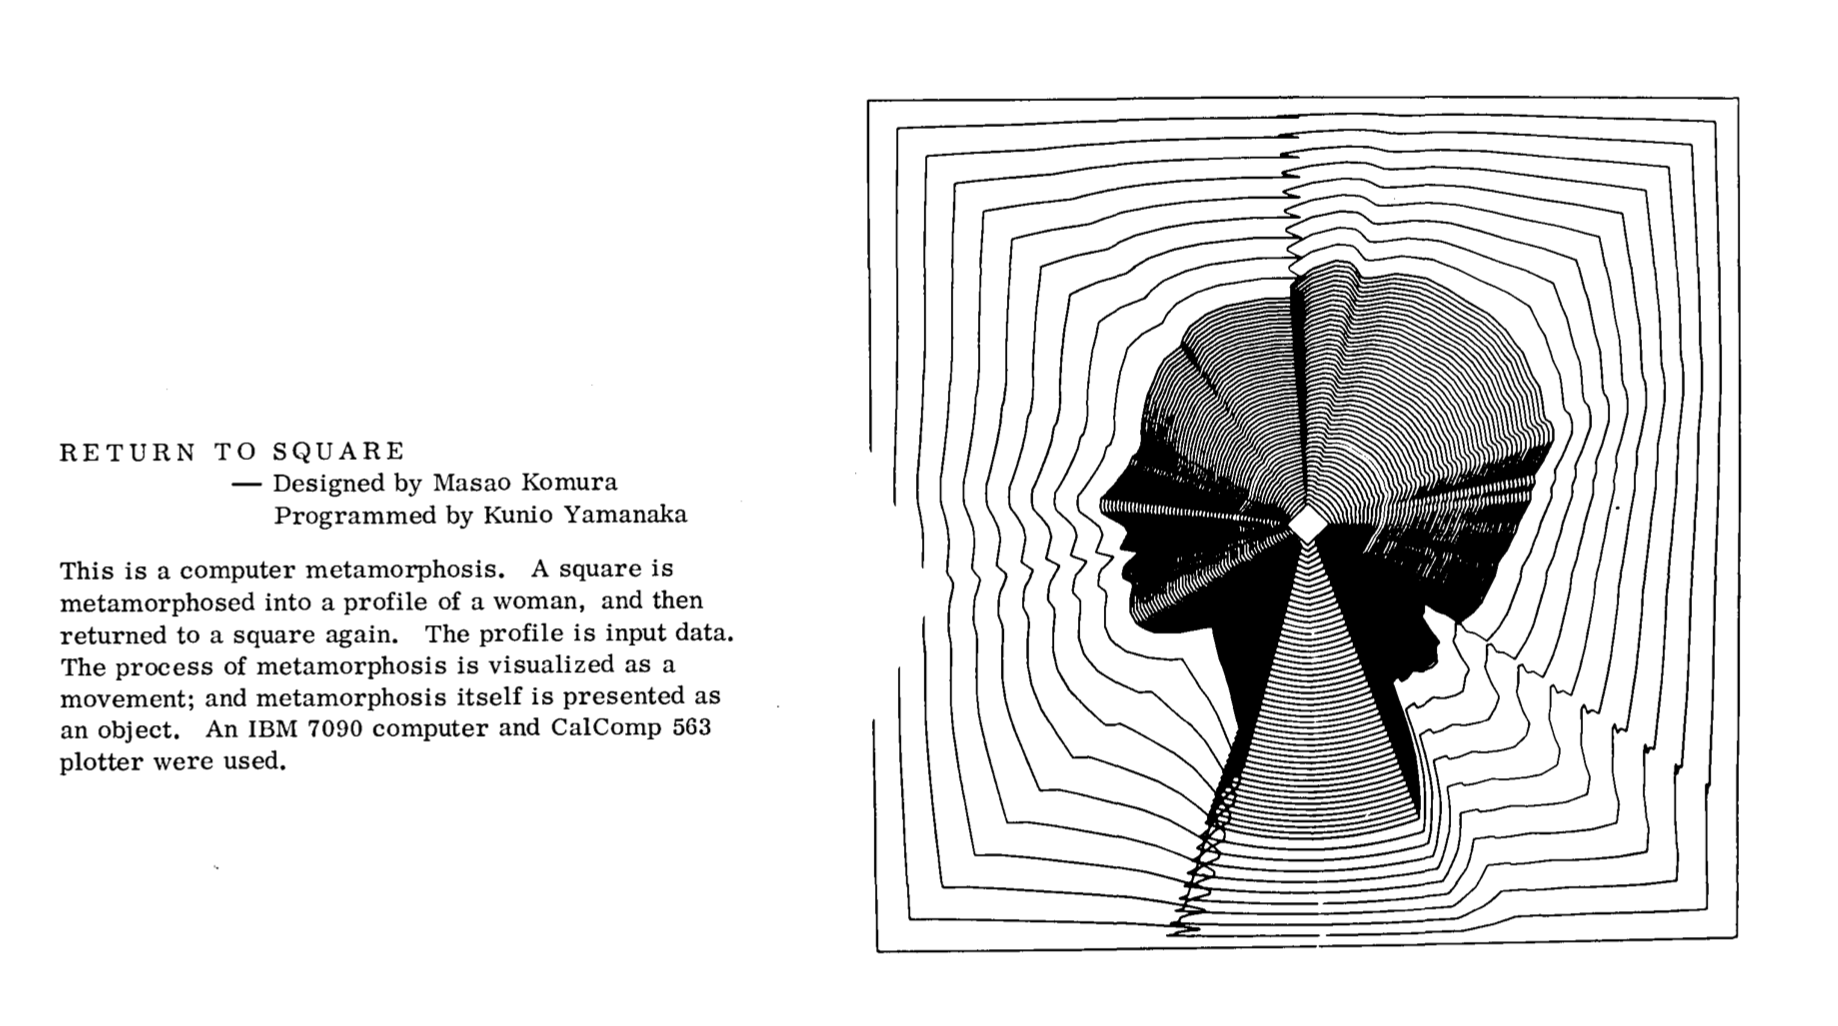 RETURN TO SQUARE
— Designed by Masao Komura
Programmed by Kunio Yamanaka
This is a computer metamorphosis. A square is
metamorphosed into a profile of a woman, and then
returned to a square again. The profile is input data.
The process of metamorphosis is visualized as a
movement; and metamorphosis itself is presented as
an object. An IBM 7090 computer and CalComp 563
plotter were used.